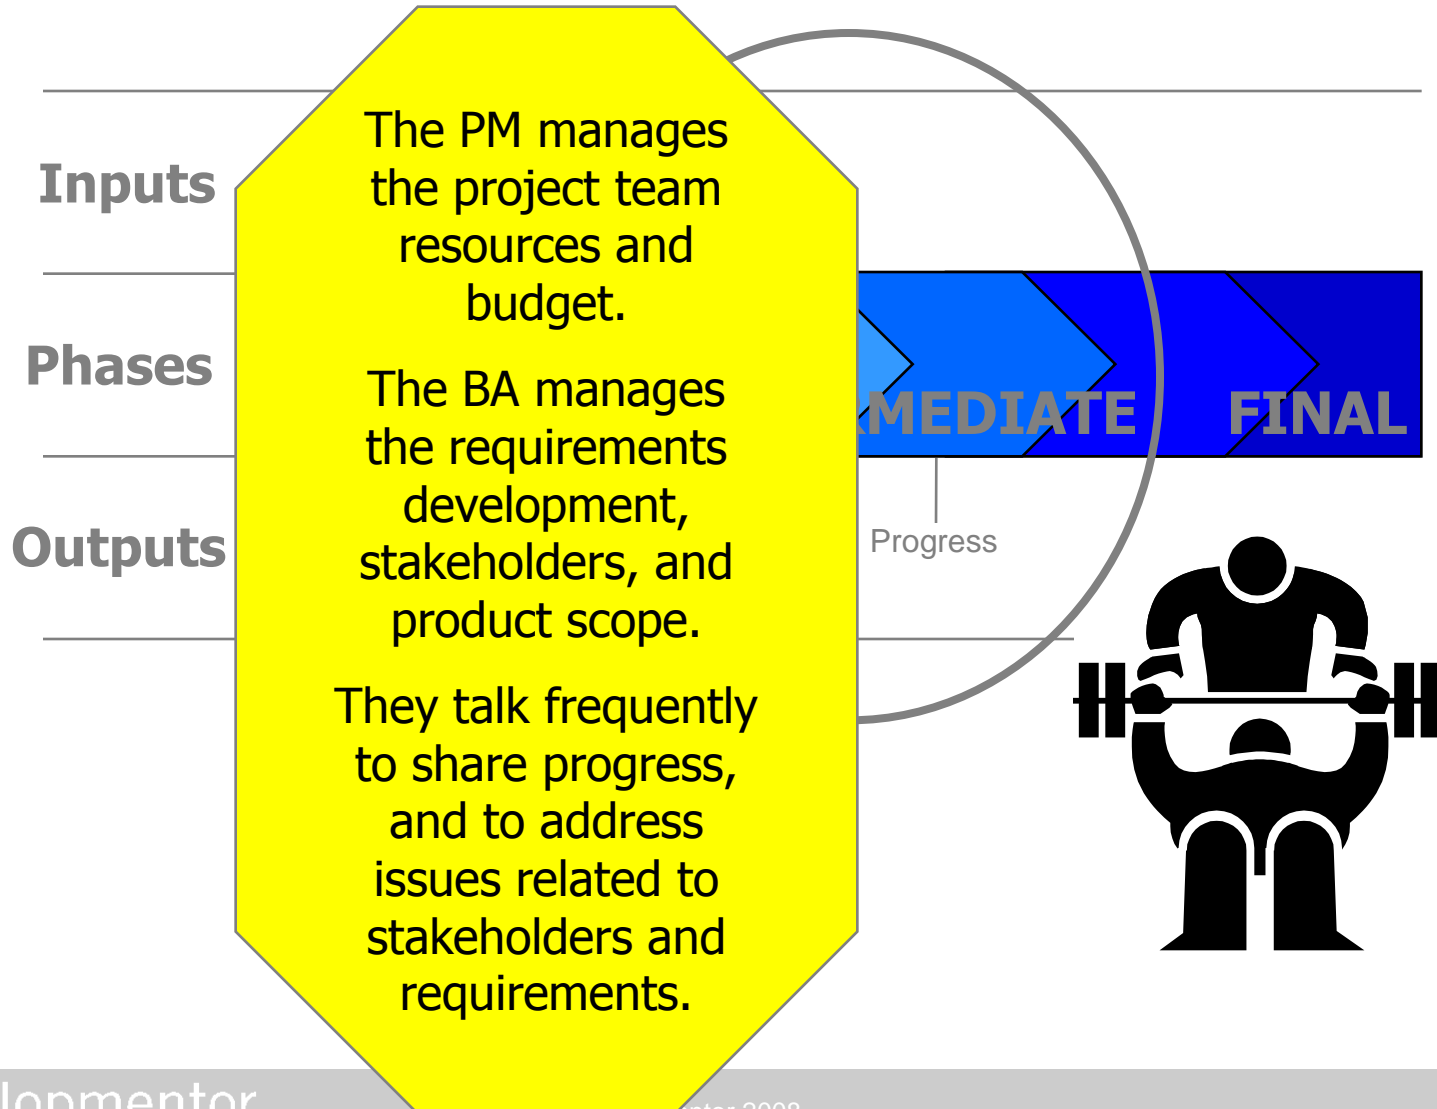 The PM manages
the project team
resources and
budget.
The BA manages
the requirements
development,
stakeholders, and
product scope.
They talk frequently
to share progress,
and to address
issues related to
stakeholders and
requirements.
Inputs
Phases
RMEDIATE FINAL
Outputs
Progress
lopmentor
2008